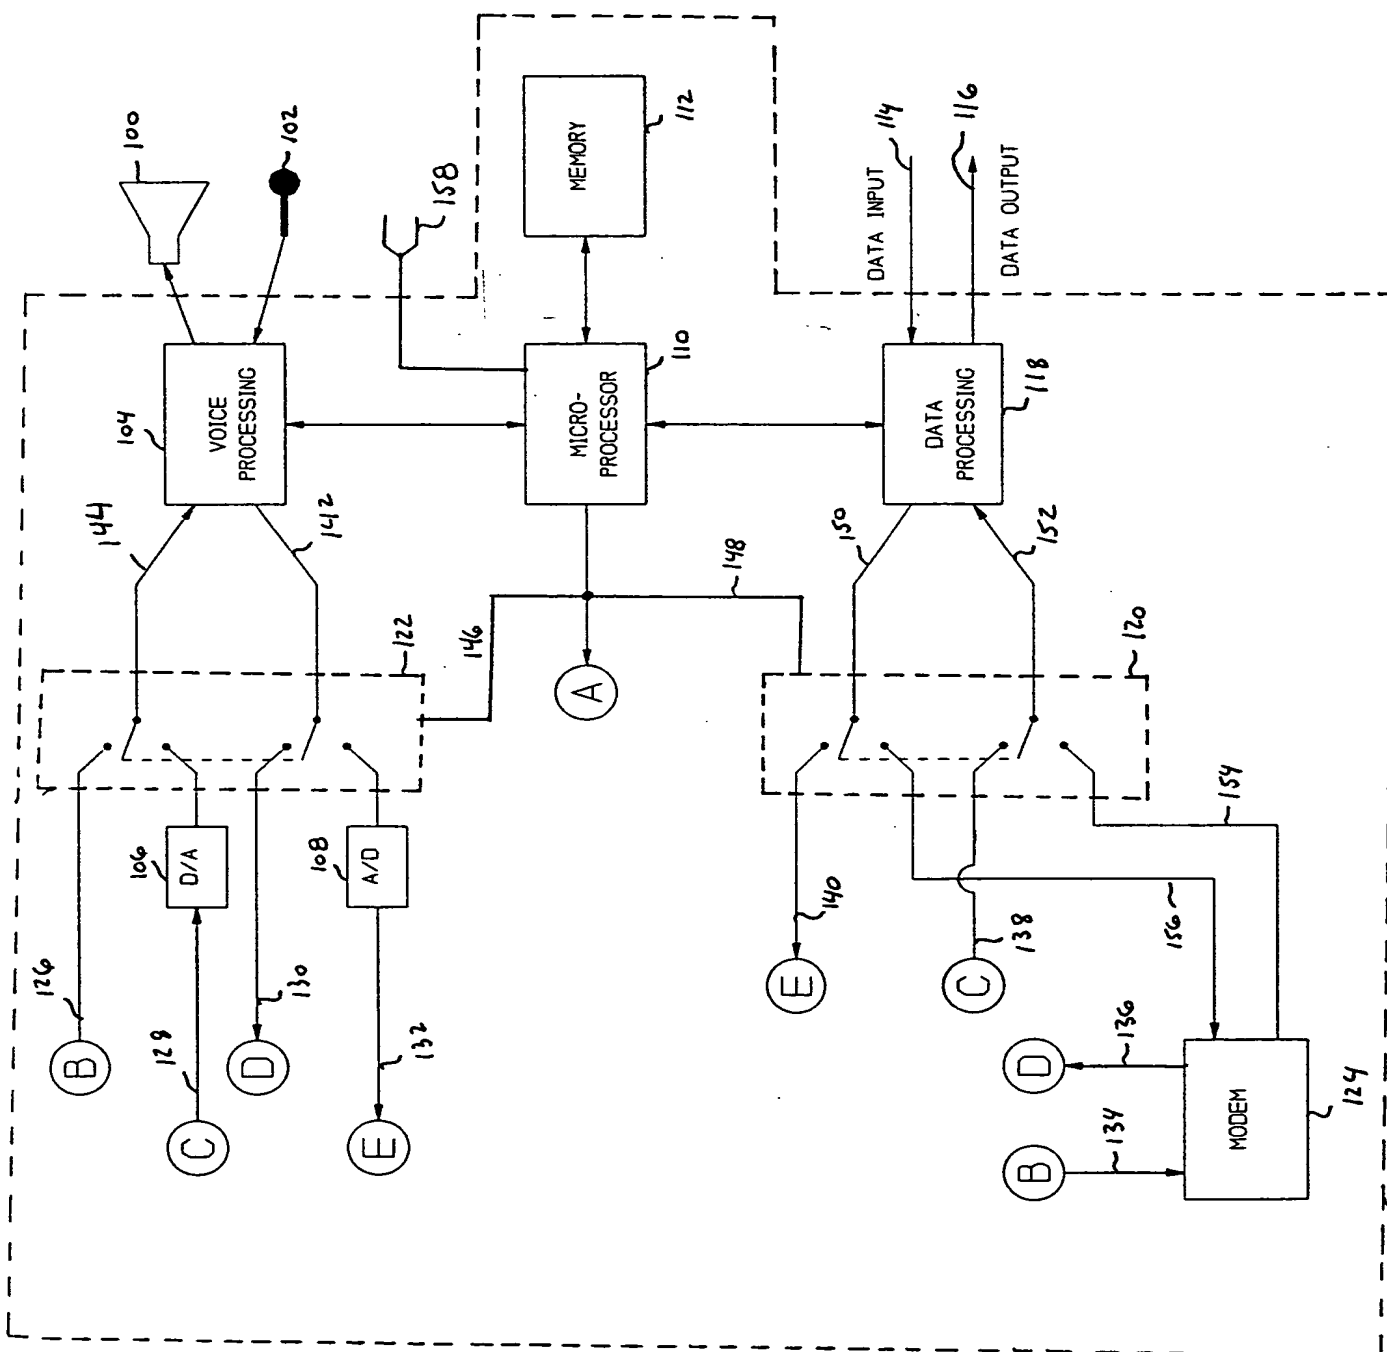 100
102
158
MEMORY
112
114
DATA INPUT
116
DATA OUTPUT
104
VOICE
PROCESSING
MICRO-
PROCESSOR
110
DATA
PROCESSING
118
144
142
150
152
148
146
122
120
A
106
D/A
108
A/D
126
B
128
C
130
D
132
E
140
E
138
C
154
156
136
D
134
B
MODEM
124